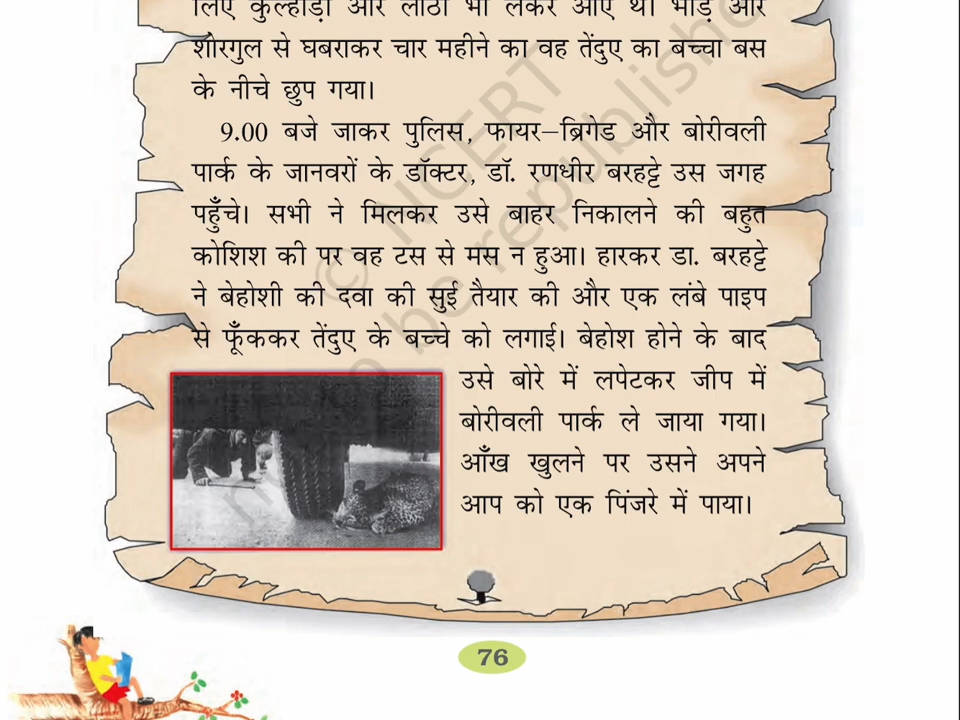 लिए कुल्हाड़ी और लाठी भी लेकर आए थे। भीड़ और
शोरगुल से घबराकर चार महीने का वह तेंदुए का बच्चा बस
के नीचे छुप गया।
9.00 बजे जाकर पुलिस, फायर–ब्रिगेड और बोरीवली
पार्क के जानवरों के डॉक्टर, डॉ. रणधीर बरहट्टे उस जगह
पहुँचे। सभी ने मिलकर उसे बाहर निकालने की बहुत
कोशिश की पर वह टस से मस न हुआ। हारकर डा. बरहट्टे
ने बेहोशी की दवा की सुई तैयार की और एक लंबे पाइप
से फूँककर तेंदुए के बच्चे को लगाई। बेहोश होने के बाद
उसे बोरे में लपेटकर जीप में
बोरीवली पार्क ले जाया गया।
आँख खुलने पर उसने अपने
आप को एक पिंजरे में पाया।
© NCERT
be republishe
76